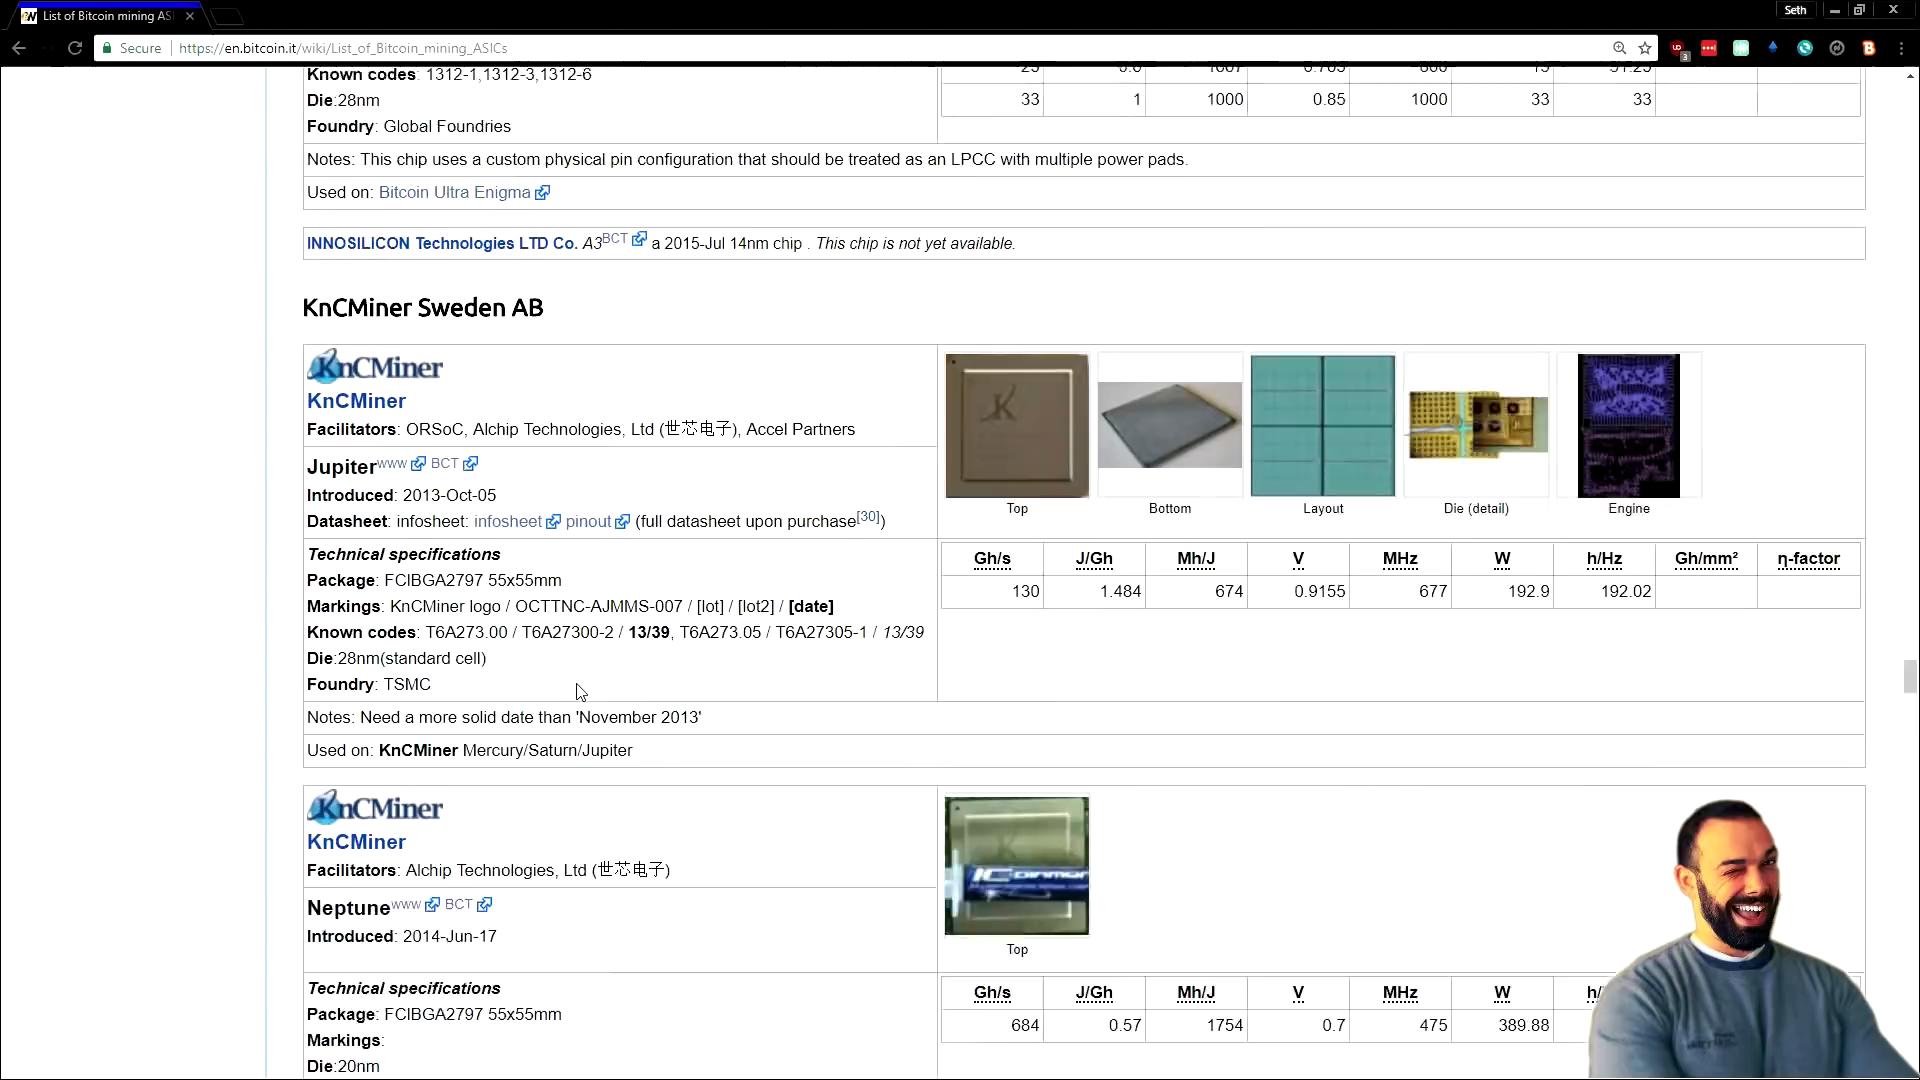 List of Bitcoin mining AS
Seth
Secure
https://en.bitcoin.it/wiki/List_of_Bitcoin_mining_ASICs
3
Known codes: 1312-1,1312-3,1312-6
Die:28nm
33 1 1000 0.85 1000 33 33
Foundry: Global Foundries
Notes: This chip uses a custom physical pin configuration that should be treated as an LPCC with multiple power pads.
Used on: Bitcoin Ultra Enigma
INNOSILICON Technologies LTD Co. A3BCT a 2015-Jul 14nm chip . This chip is not yet available.
KnCMiner Sweden AB
KnCMiner
KnCMiner
Facilitators: ORSoC, Alchip Technologies, Ltd (世芯电子), Accel Partners
Jupiter www BCT
Introduced: 2013-Oct-05
Datasheet: infosheet: infosheet pinout (full datasheet upon purchase[30])
Top Bottom Layout Die (detail) Engine
Technical specifications
Package: FCIBGA2797 55x55mm
Markings: KnCMiner logo / OCTTNC-AJMMS-007 / [lot] / [lot2] / [date]
Known codes: T6A273.00 / T6A27300-2 / 13/39, T6A273.05 / T6A27305-1 / 13/39
Die:28nm(standard cell)
Foundry: TSMC
Gh/s J/Gh Mh/J V MHz W h/Hz Gh/mm² η-factor
130 1.484 674 0.9155 677 192.9 192.02
Notes: Need a more solid date than 'November 2013'
Used on: KnCMiner Mercury/Saturn/Jupiter
KnCMiner
KnCMiner
Facilitators: Alchip Technologies, Ltd (世芯电子)
Neptune www BCT
Introduced: 2014-Jun-17
Top
Technical specifications
Package: FCIBGA2797 55x55mm
Markings:
Die:20nm
Gh/s J/Gh Mh/J V MHz W h/
684 0.57 1754 0.7 475 389.88